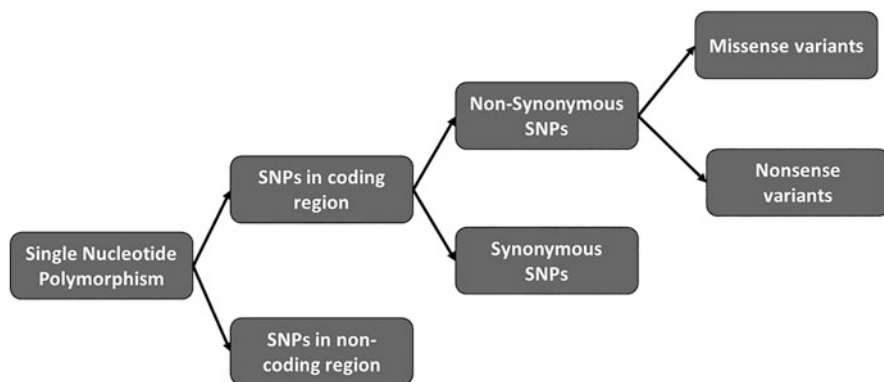 Single Nucleotide
Polymorphism
SNPs in coding
region
SNPs in non-
coding region
Non-Synonymous
SNPs
Synonymous
SNPs
Missense variants
Nonsense
variants